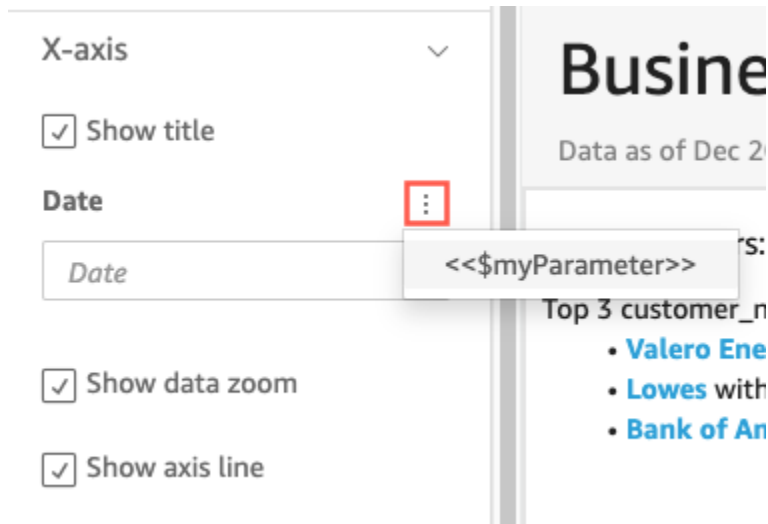 X-axis
Show title
Date
Date
Show data zoom
Show axis line
<<$myParameter>>
Busine
Data as of Dec 2
rs:
Top 3 customer_n
• Valero Ene
• Lowes with
• Bank of An